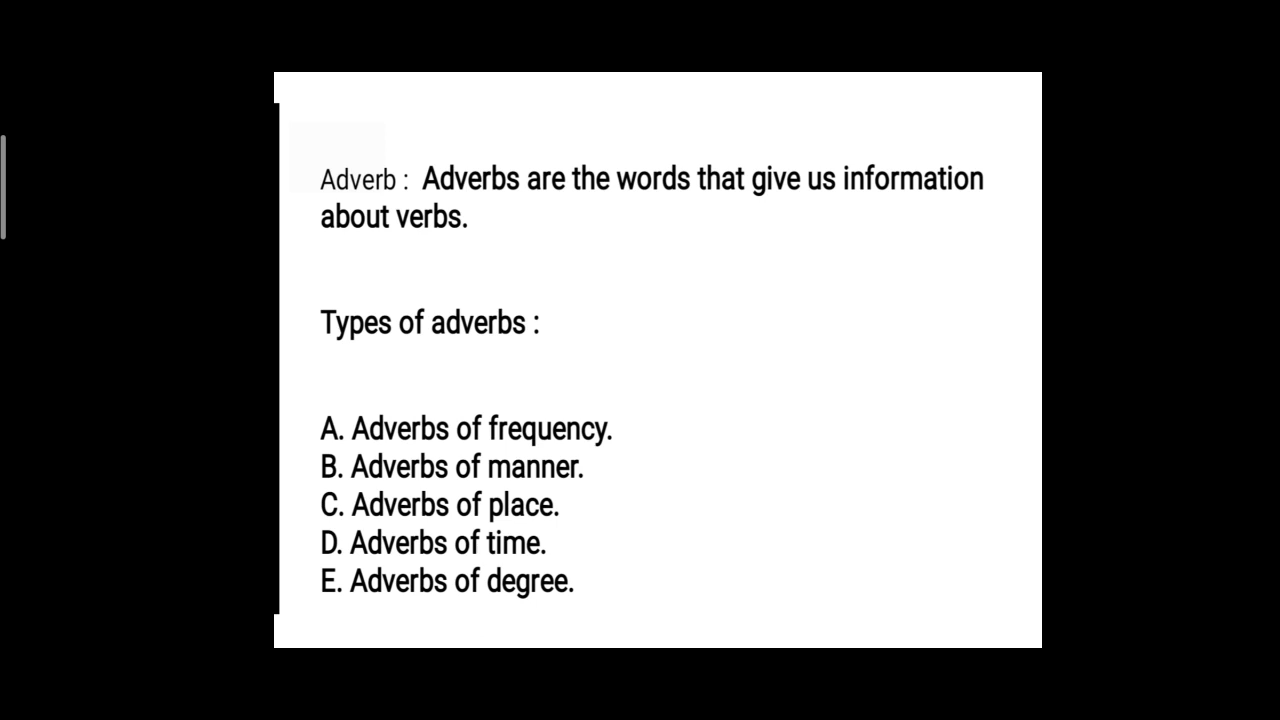 Adverb : Adverbs are the words that give us information
about verbs.
Types of adverbs :
A. Adverbs of frequency.
B. Adverbs of manner.
C. Adverbs of place.
D. Adverbs of time.
E. Adverbs of degree.